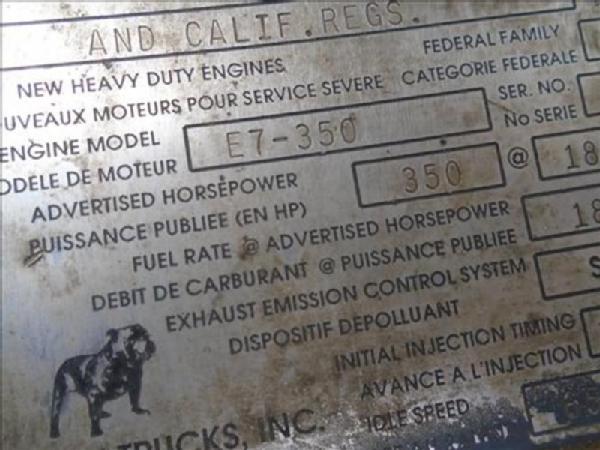 AND CALIF. REGS.
NEW HEAVY DUTY ENGINES FEDERAL FAMILY
POUR SERVICE SEVERE CATEGORIE FEDERALE
MOTEURS SER. NO.
ENGINE MODEL E7-350 No SERIE
DE MOTEUR
ADVERTISED HORSEPOWER 350 @ 18
PUISSANCE PUBLIEE (EN HP)
FUEL RATE @ ADVERTISED HORSEPOWER 18
DEBIT DE CARBURANT @ PUISSANCE PUBLIEE
EXHAUST EMISSION CONTROL SYSTEM S
DISPOSITIF DEPOLLUANT
INITIAL INJECTION TIMING
AVANCE A L'INJECTION
TRUCKS, INC. IDLE SPEED